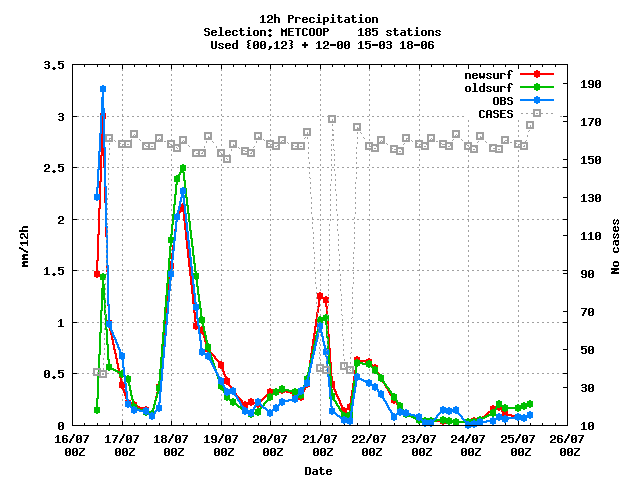 12h Precipitation
Selection: METCOOP 185 stations
Used {00,12} + 12-00 15-03 18-06
newsurf
oldsurf
OBS
CASES
mm/12h
3.5
3
2.5
2
1.5
1
0.5
0
No cases
190
170
150
130
110
90
70
50
30
10
16/07 17/07 18/07 19/07 20/07 21/07 22/07 23/07 24/07 25/07 26/07
00Z 00Z 00Z 00Z 00Z 00Z 00Z 00Z 00Z 00Z 00Z
Date